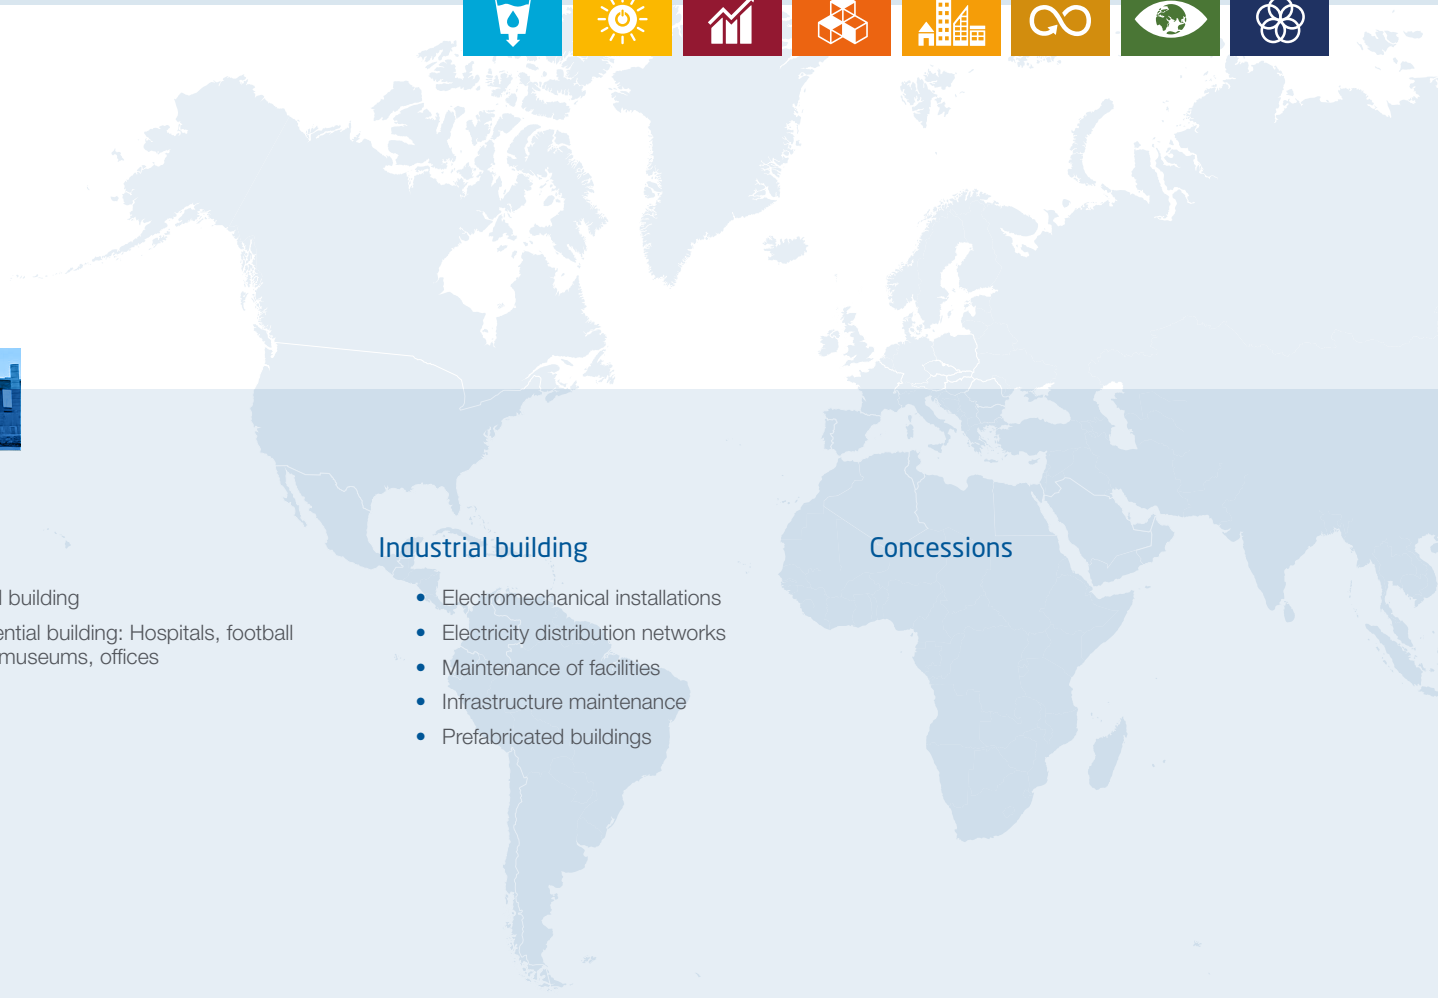 Industrial building
Concessions
building
ential building: Hospitals, football
museums, offices
• Electromechanical installations
• Electricity distribution networks
• Maintenance of facilities
• Infrastructure maintenance
• Prefabricated buildings